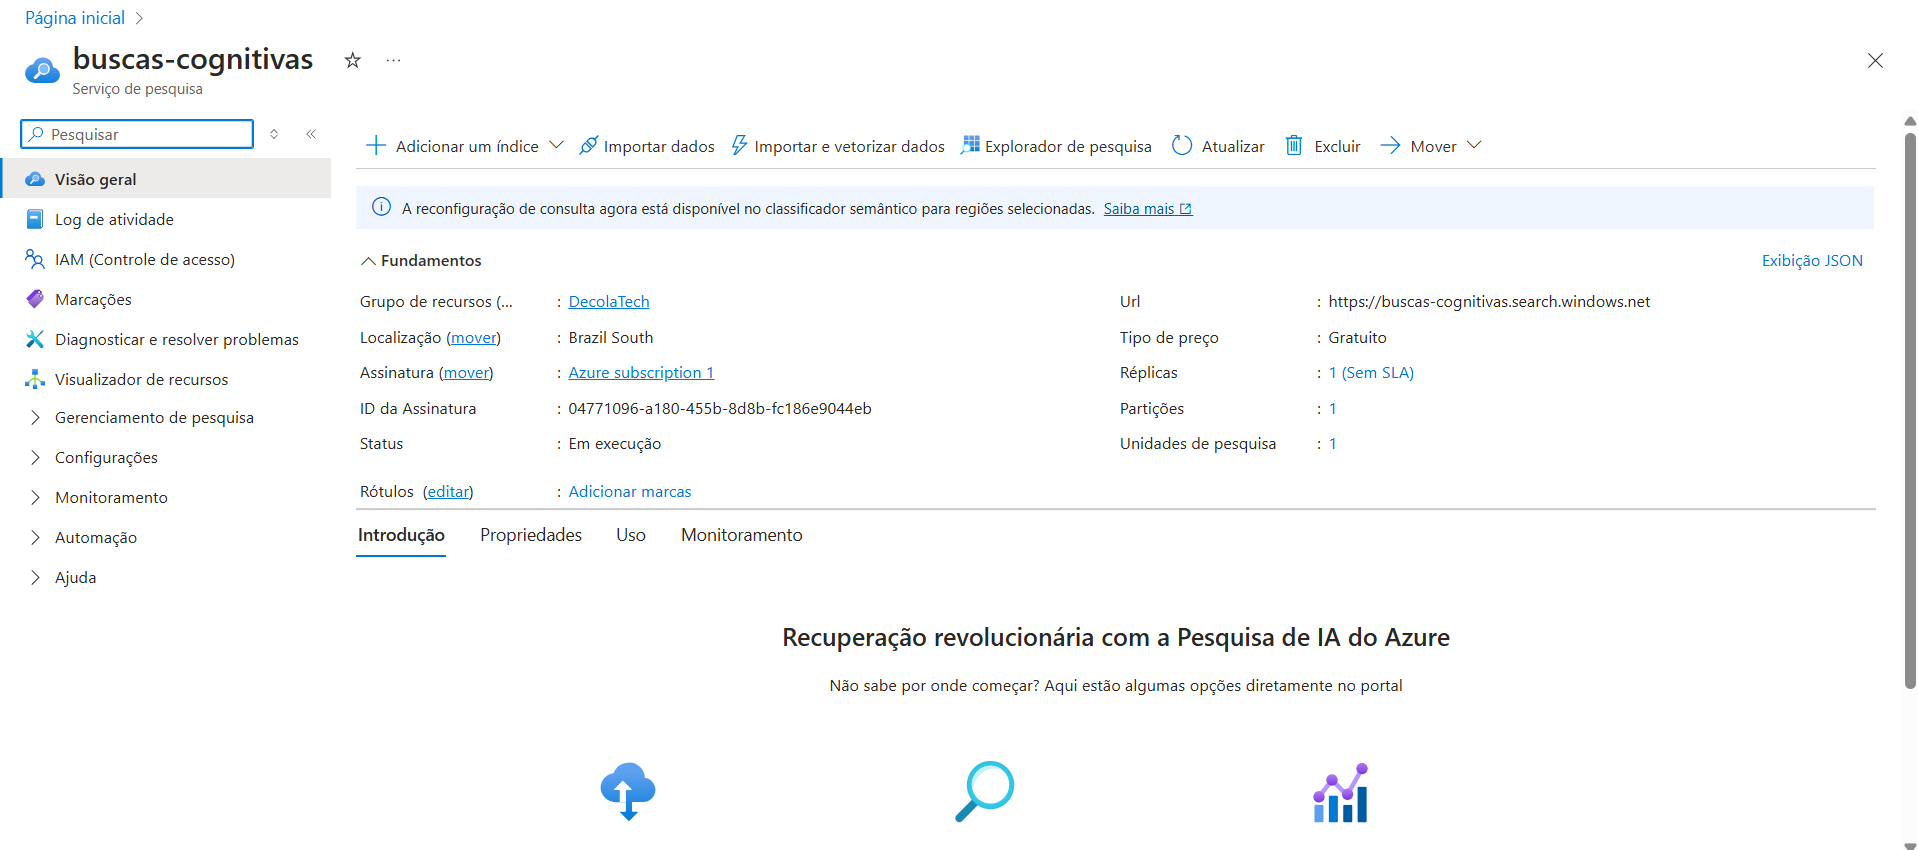 Página inicial
buscas-cognitivas
Serviço de pesquisa
Pesquisar
Visão geral
Log de atividade
IAM (Controle de acesso)
Marcações
Diagnosticar e resolver problemas
Visualizador de recursos
Gerenciamento de pesquisa
Configurações
Monitoramento
Automação
Ajuda
Adicionar um índice Importar dados Importar e vetorizar dados Explorador de pesquisa Atualizar Excluir Mover
A reconfiguração de consulta agora está disponível no classificador semântico para regiões selecionadas. Saiba mais
Fundamentos Exibição JSON
Grupo de recursos (... : DecolaTech
Localização (mover) : Brazil South
Assinatura (mover) : Azure subscription 1
ID da Assinatura : 04771096-a180-455b-8d8b-fc186e9044eb
Status : Em execução
Rótulos (editar) : Adicionar marcas
Url : https://buscas-cognitivas.search.windows.net
Tipo de preço : Gratuito
Réplicas : 1 (Sem SLA)
Partições : 1
Unidades de pesquisa : 1
Introdução Propriedades Uso Monitoramento
Recuperação revolucionária com a Pesquisa de IA do Azure
Não sabe por onde começar? Aqui estão algumas opções diretamente no portal